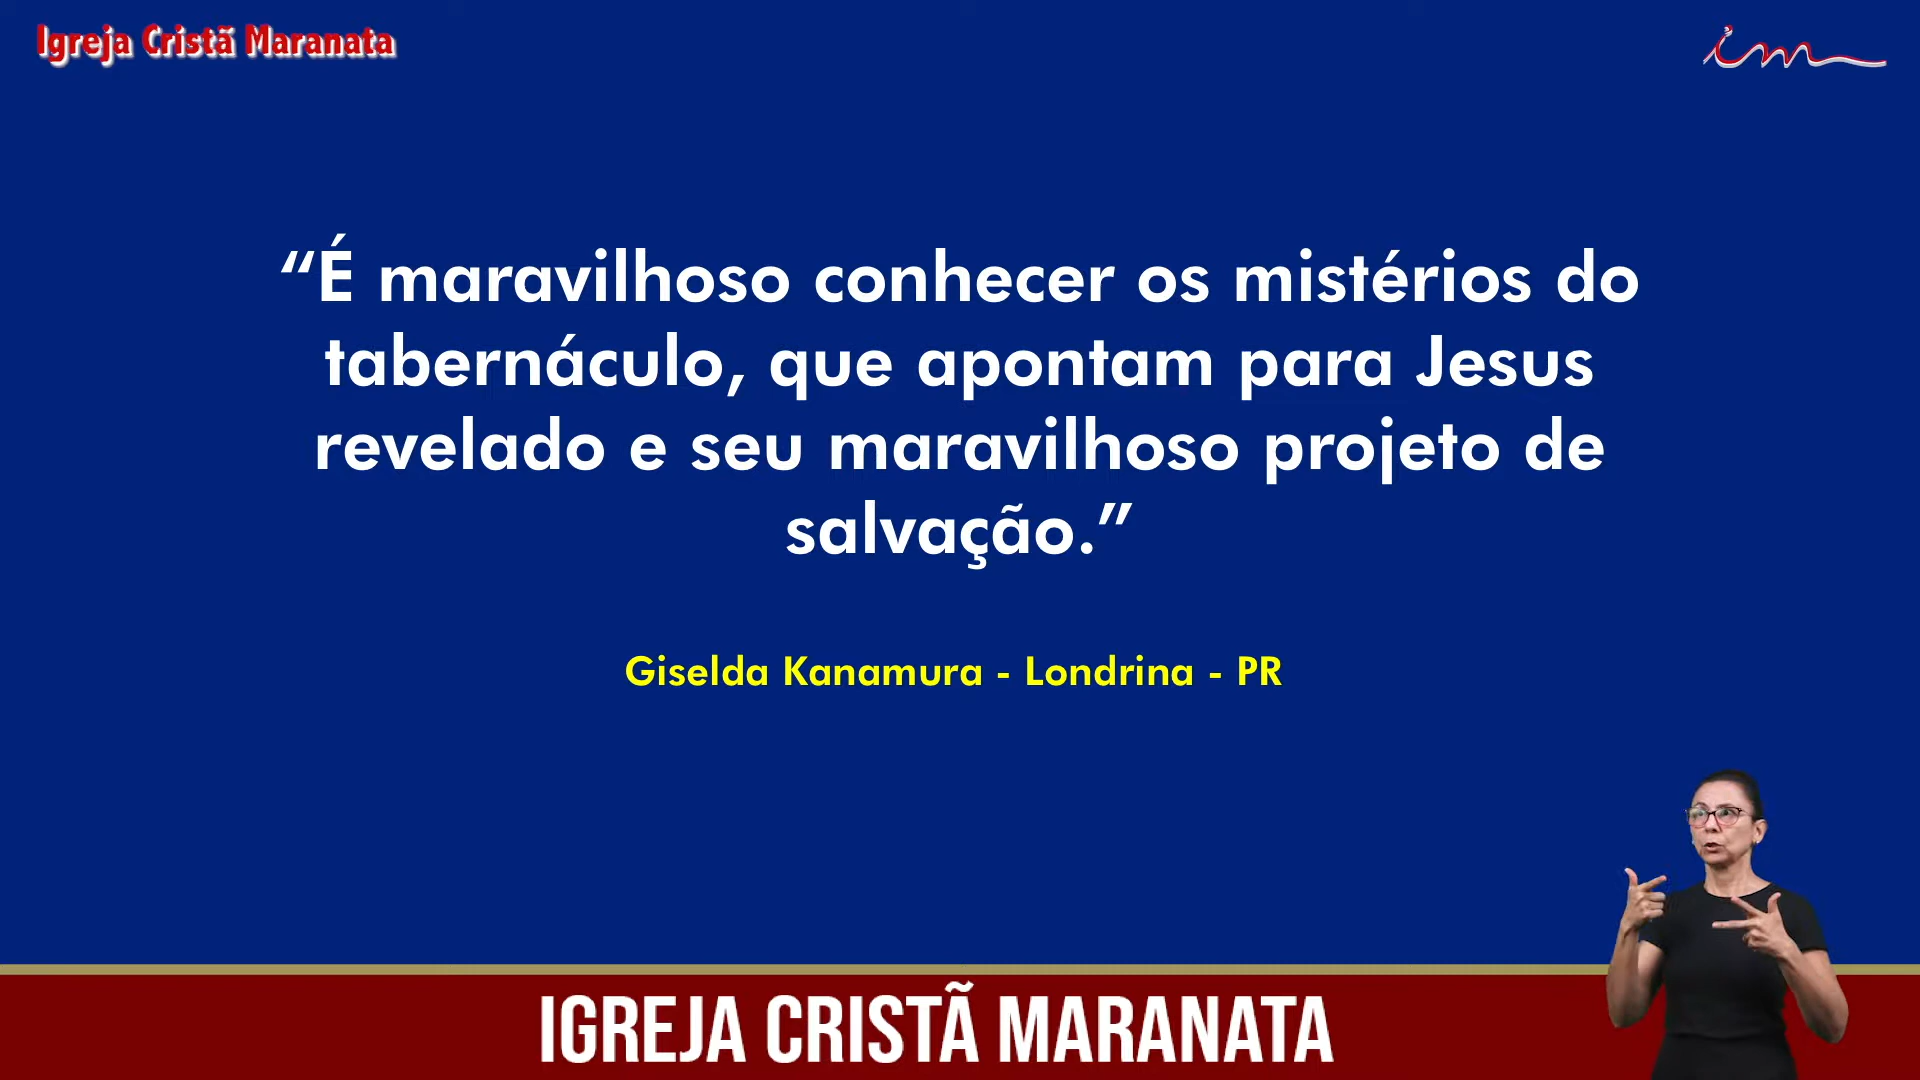 Igreja Cristã Maranata
im
“É maravilhoso conhecer os mistérios do
tabernáculo, que apontam para Jesus
revelado e seu maravilhoso projeto de
salvação.”
Giselda Kanamura - Londrina - PR
IGREJA CRISTÃ MARANATA